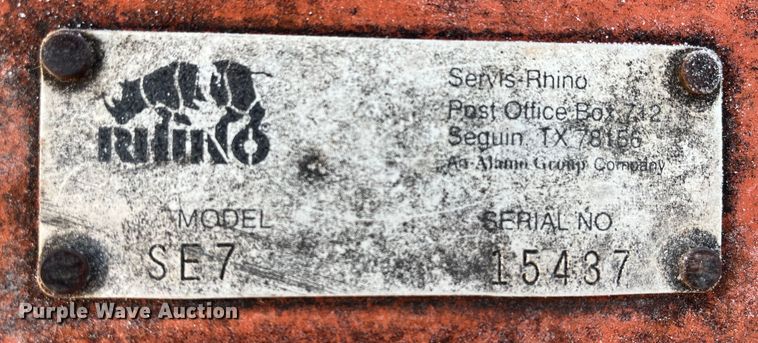 RHINO
Servis-Rhino
Post Office Box 712
Seguin, TX 78156
An Alamo Group Company
MODEL
SE7
SERIAL NO.
15437
Purple Wave Auction